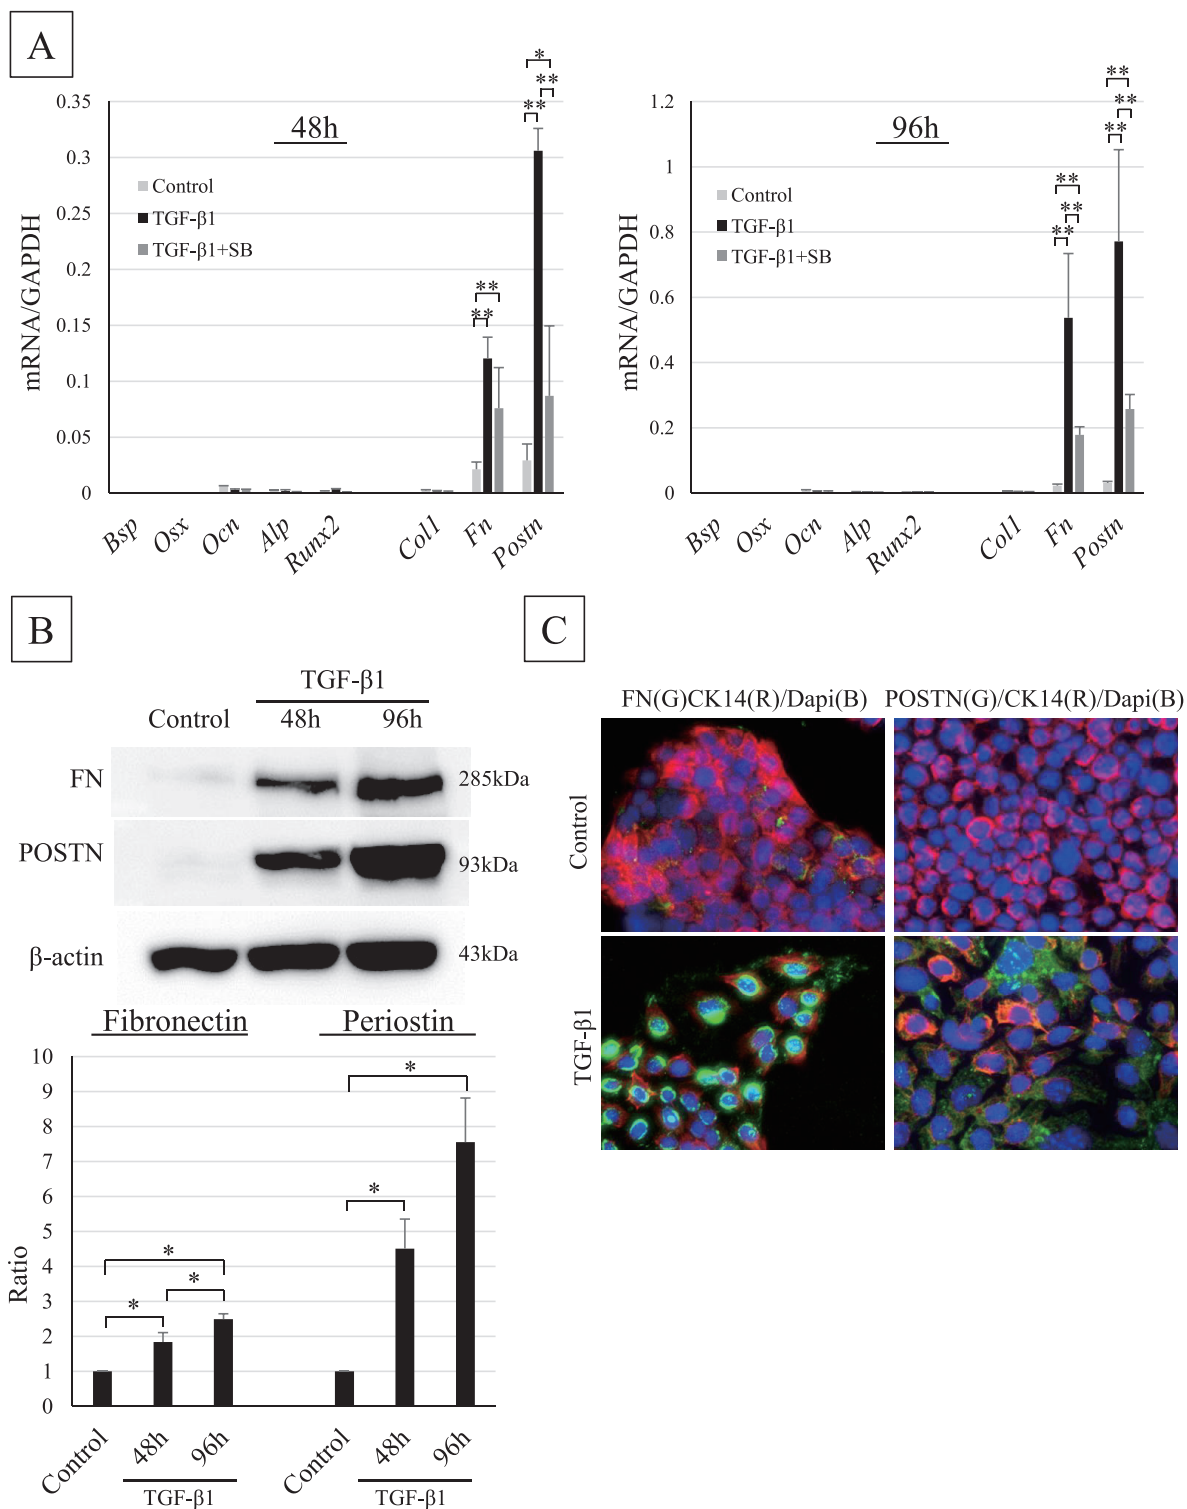 A
48h
Control
TGF-β1
TGF-β1+SB
mRNA/GAPDH
0.35
0.3
0.25
0.2
0.15
0.1
0.05
0
** ** ** ** *
Bsp Osx Ocn Alp Runx2 Col1 Fn Postn
96h
Control
TGF-β1
TGF-β1+SB
mRNA/GAPDH
1.2
1
0.8
0.6
0.4
0.2
0
** ** ** ** ** **
Bsp Osx Ocn Alp Runx2 Col1 Fn Postn
B
TGF-β1
Control 48h 96h
FN 285kDa
POSTN 93kDa
β-actin 43kDa
Fibronectin Periostin
Ratio
10
9
8
7
6
5
4
3
2
1
0
* * * * *
Control 48h 96h Control 48h 96h
TGF-β1 TGF-β1
C
FN(G)CK14(R)/Dapi(B) POSTN(G)/CK14(R)/Dapi(B)
Control
TGF-β1